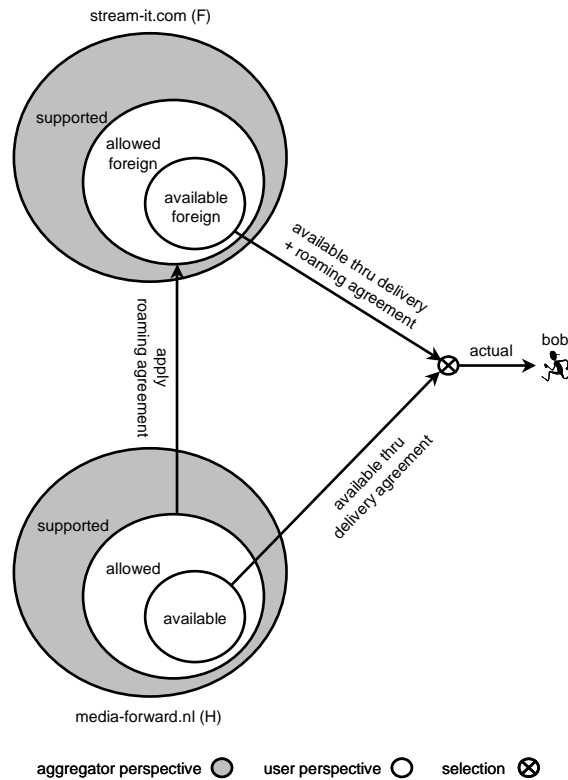 stream-it.com (F)
supported
allowed
foreign
available
foreign
available thru delivery
+ roaming agreement
bob
actual
apply
roaming agreement
available thru
delivery agreement
supported
allowed
available
media-forward.nl (H)
aggregator perspective
user perspective
selection